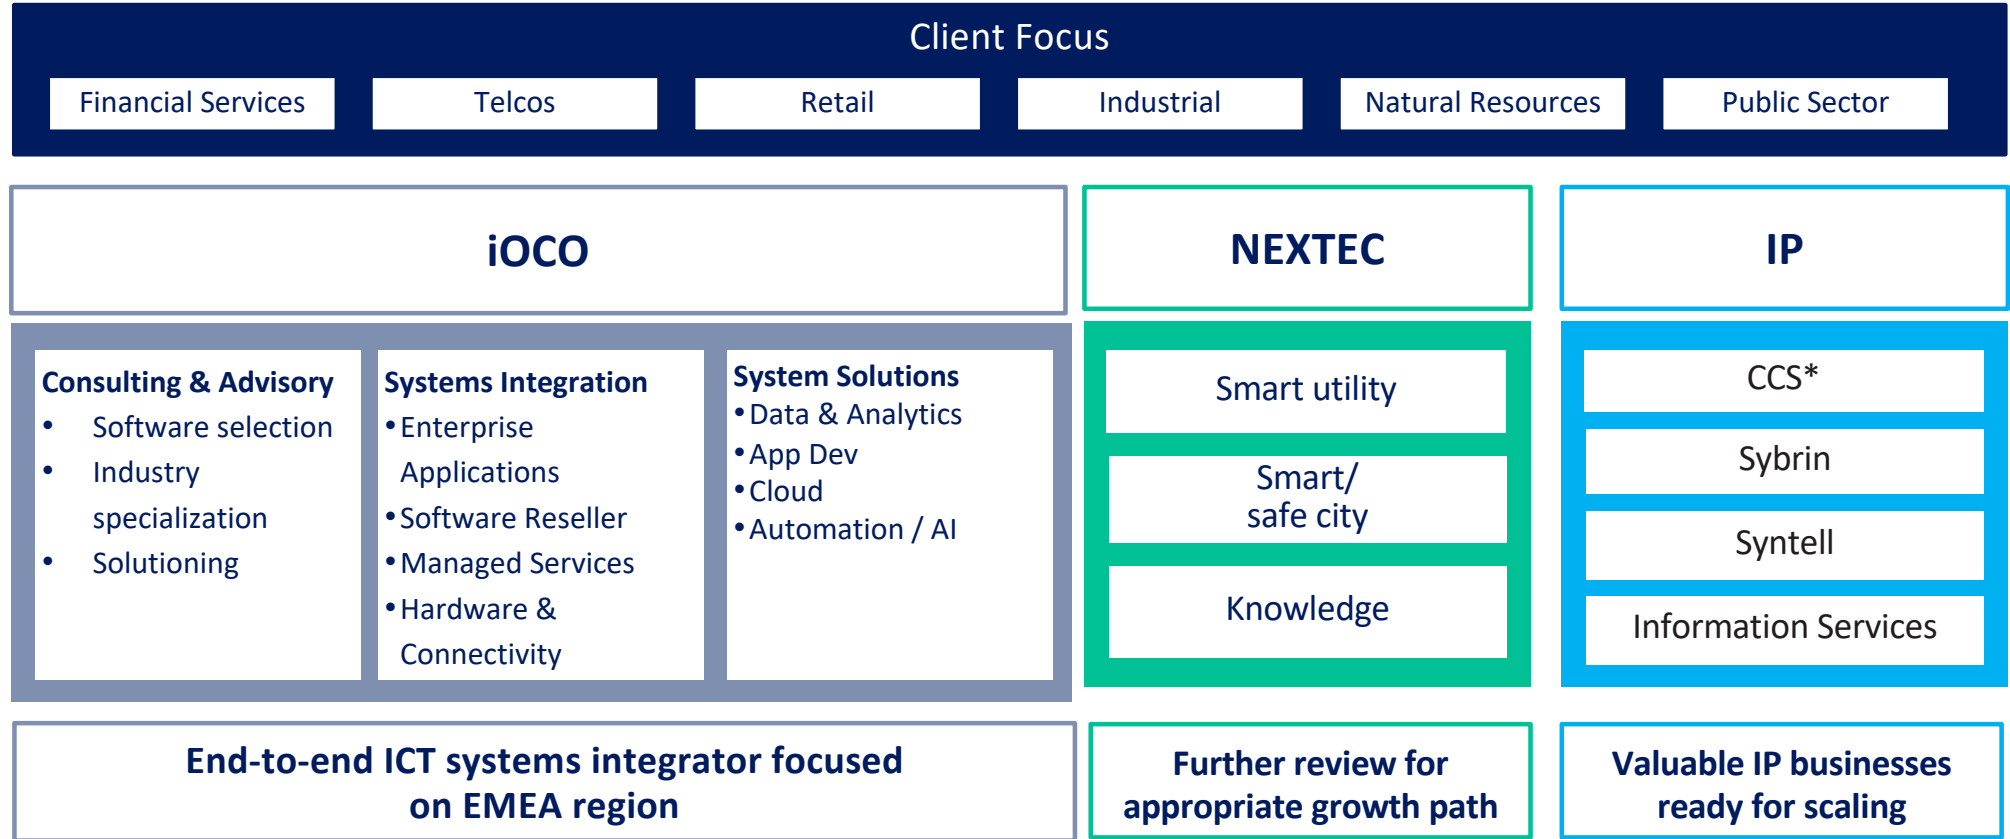 Client Focus
Financial Services
Telcos
Retail
Industrial
Natural Resources
Public Sector
iOCO
NEXTEC
IP
Consulting & Advisory
• Software selection
• Industry
specialization
• Solutioning
Systems Integration
• Enterprise
Applications
• Software Reseller
• Managed Services
• Hardware &
Connectivity
System Solutions
• Data & Analytics
• App Dev
• Cloud
• Automation / AI
Smart utility
Smart/
safe city
Knowledge
CCS*
Sybrin
Syntell
Information Services
End-to-end ICT systems integrator focused
on EMEA region
Further review for
appropriate growth path
Valuable IP businesses
ready for scaling